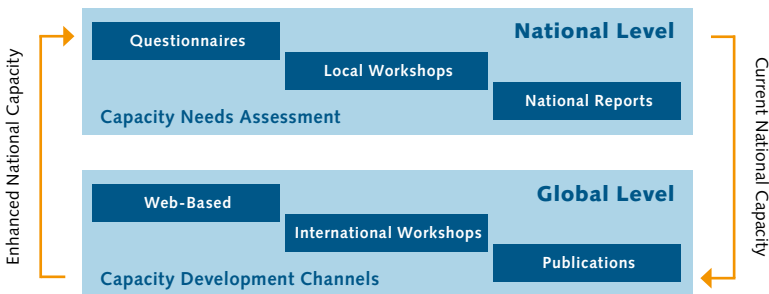 National Level
Questionnaires
Local Workshops
National Reports
Capacity Needs Assessment
Global Level
Web-Based
International Workshops
Publications
Capacity Development Channels
Enhanced National Capacity
Current National Capacity